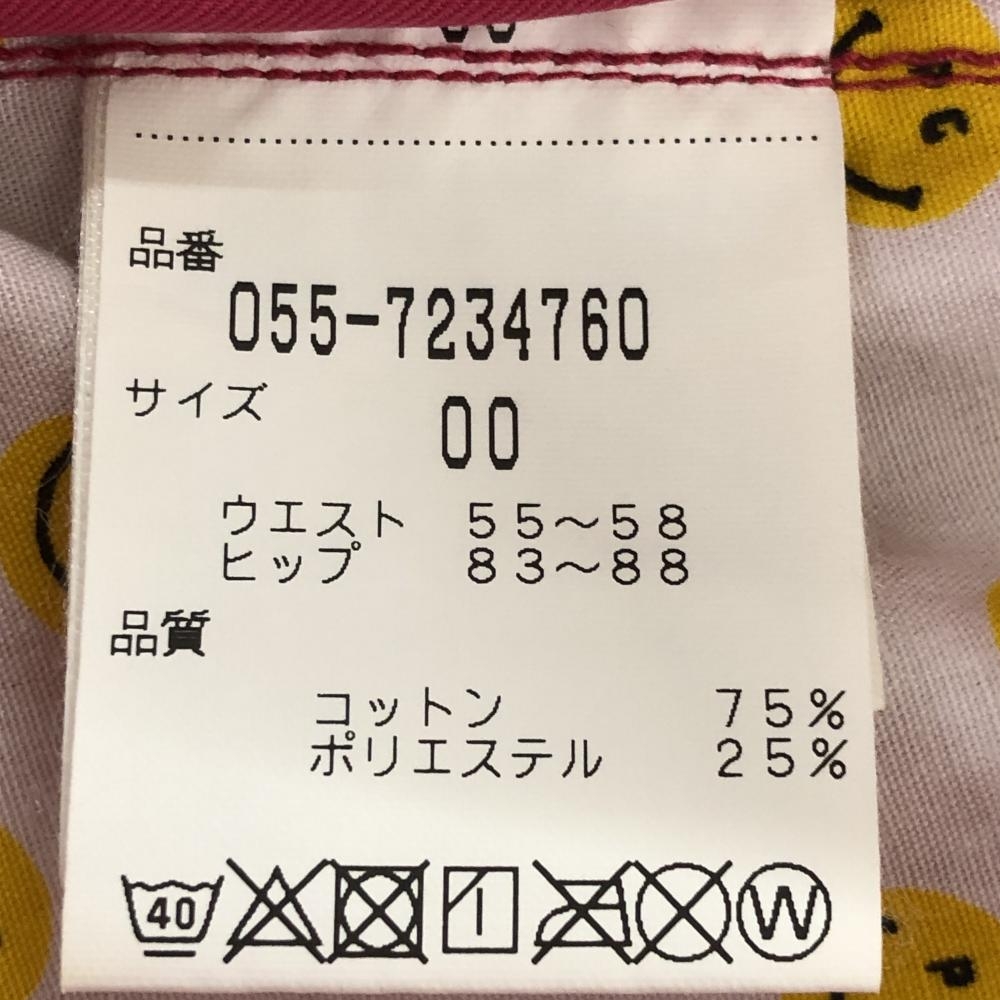 品番
055-7234760
サイズ
00
ウエスト 55〜58
ヒップ 83〜88
品質
コットン 75%
ポリエステル 25%
40
W
P
G
P